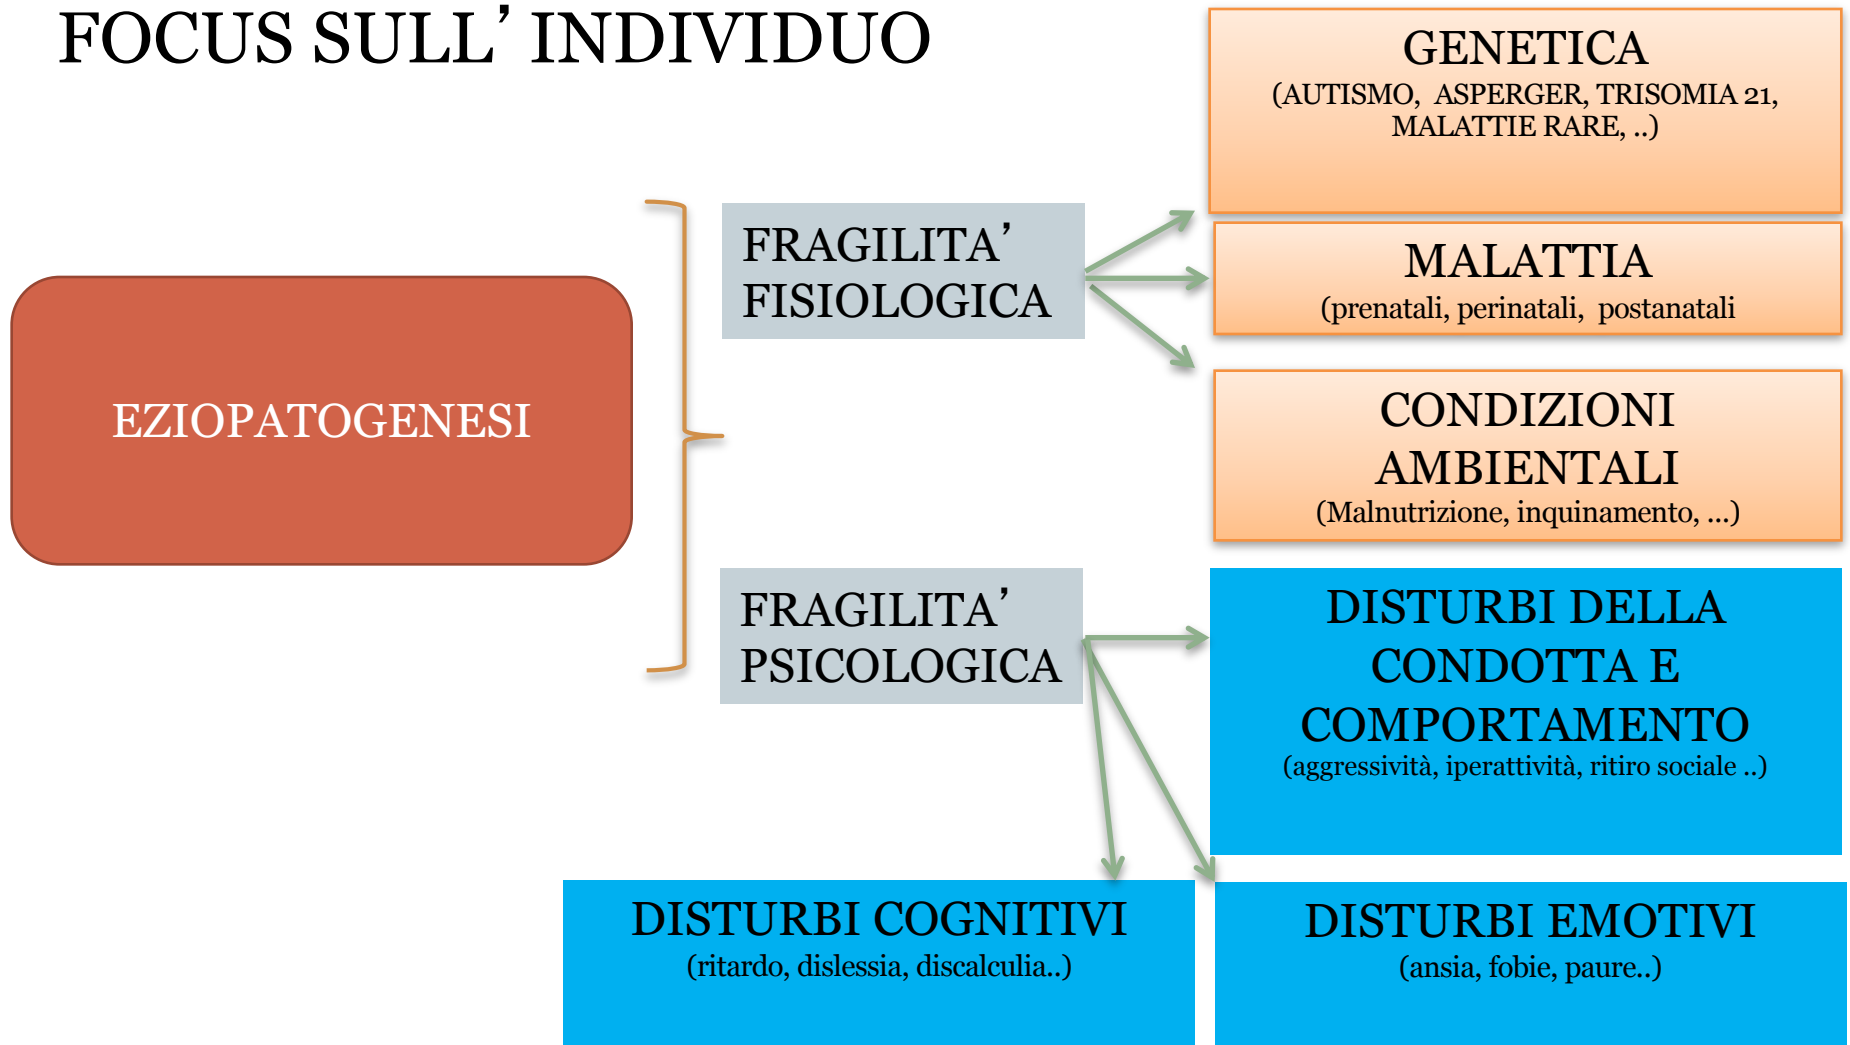 FOCUS SULL’ INDIVIDUO
GENETICA
(AUTISMO, ASPERGER, TRISOMIA 21,
MALATTIE RARE, ..)
FRAGILITA’
FISIOLOGICA
MALATTIA
(prenatali, perinatali, postanatali
EZIOPATOGENESI
CONDIZIONI
AMBIENTALI
(Malnutrizione, inquinamento, ...)
FRAGILITA’
PSICOLOGICA
DISTURBI DELLA
CONDOTTA E
COMPORTAMENTO
(aggressività, iperattività, ritiro sociale ..)
DISTURBI COGNITIVI
(ritardo, dislessia, discalculia..)
DISTURBI EMOTIVI
(ansia, fobie, paure..)